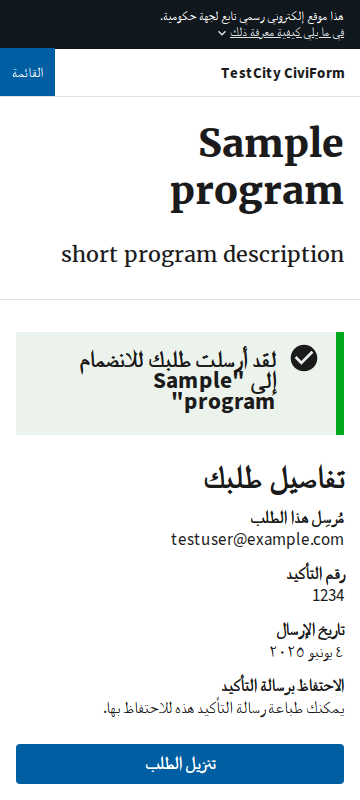 هذا موقع إلكتروني رسمي تابع لجهة حكومية.
في ما يلي كيفية معرفة ذلك
TestCity CiviForm
القائمة
Sample
program
short program description
لقد أرسلت طلبك للانضمام
إلى "Sample
program"
تفاصيل طلبك
مُرسِل هذا الطلب
testuser@example.com
رقم التأكيد
1234
تاريخ الإرسال
٤ يونيو ٢٠٢٥
الاحتفاظ برسالة التأكيد
يمكنك طباعة رسالة التأكيد هذه للاحتفاظ بها.
تنزيل الطلب